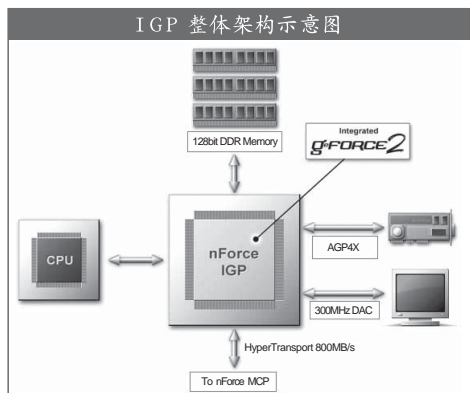 IGP 整体架构示意图
128bit DDR Memory
Integrated
GeFORCE2
CPU
nForce
IGP
AGP4X
300MHz DAC
HyperTransport 800MB/s
To nForce MCP